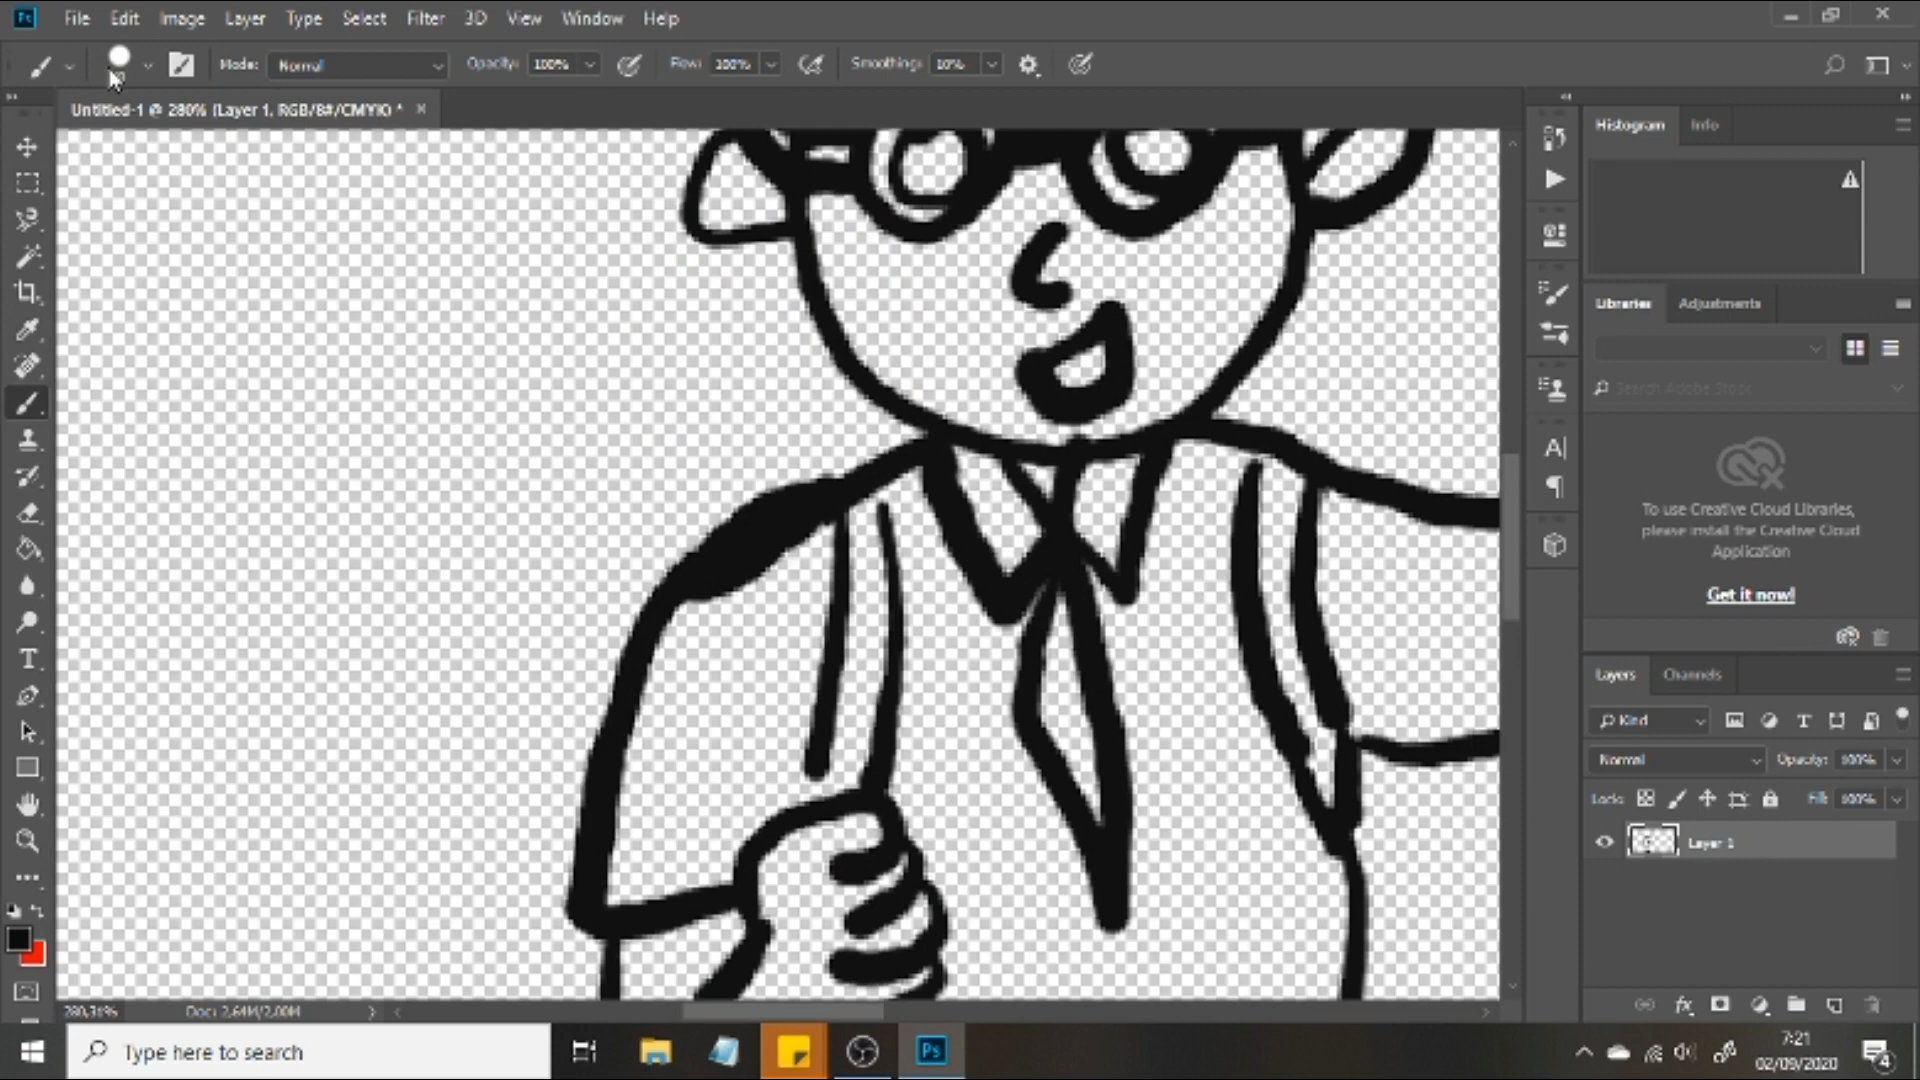 File Edit Image Layer Type Select Filter 3D View Window Help
Mode: Normal Opacity: 100% Flow: 100% Smoothing: 10%
Untitled-1 @ 280% (Layer 1, RGB/8#/CMYK) *
Histogram Info
Libraries Adjustments
Search Adobe Stock
To use Creative Cloud Libraries,
please install the Creative Cloud
Application
Get it now!
Layers Channels
Kind
Normal Opacity: 100%
Lock: Fill: 100%
Layer 1
280,31% Doc: 2,64M/2,00M
Type here to search
Ps
7:21
02/09/2020
4